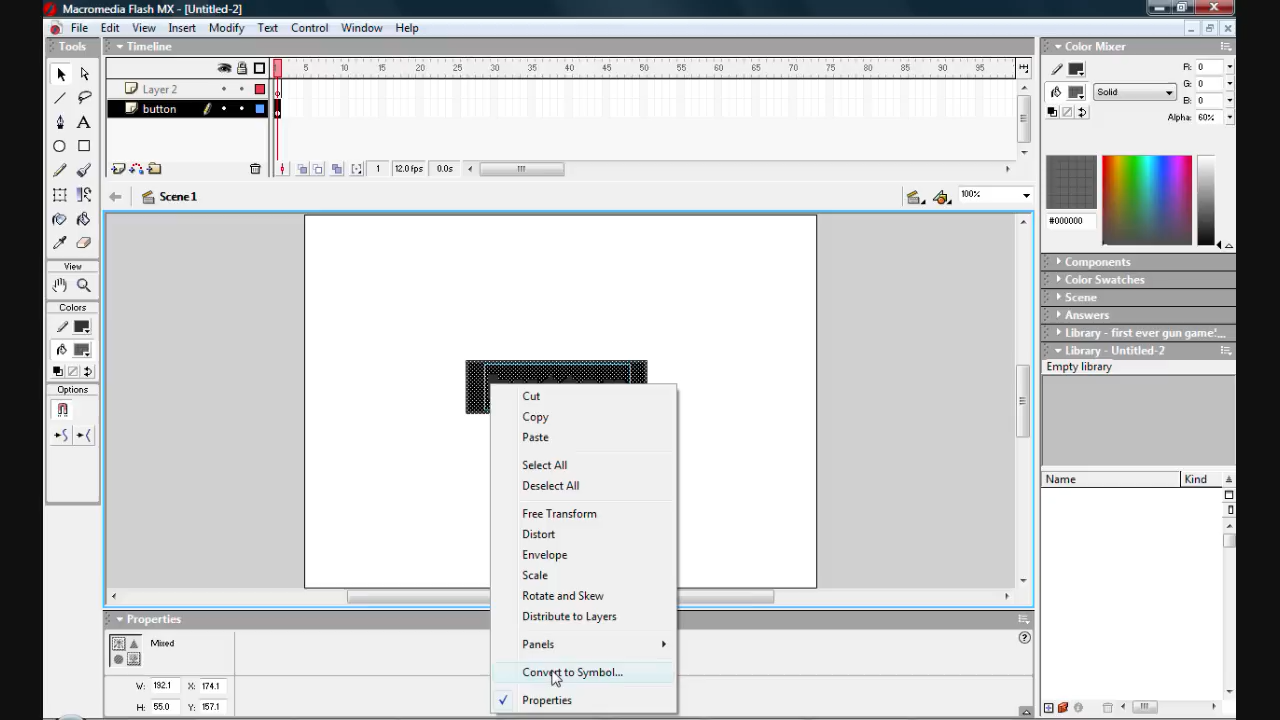 Macromedia Flash MX - [Untitled-2]
File Edit View Insert Modify Text Control Window Help
Tools
Timeline
Color Mixer
5 10 15 20 25 30 35 40 45 50 55 60 65 70 75 80 85 90 95
R: 0
G: 0
B: 0
Solid
Alpha: 60%
Layer 2
button
1 12.0 fps 0.0s
Scene 1
100%
#000000
View
Colors
Options
Components
Color Swatches
Scene
Answers
Library - first ever gun game!...
Library - Untitled-2
Empty library
Name Kind
Cut
Copy
Paste
Select All
Deselect All
Free Transform
Distort
Envelope
Scale
Rotate and Skew
Distribute to Layers
Panels
Convert to Symbol...
Properties
Properties
Mixed
W: 192.1 X: 174.1
H: 55.0 Y: 157.1